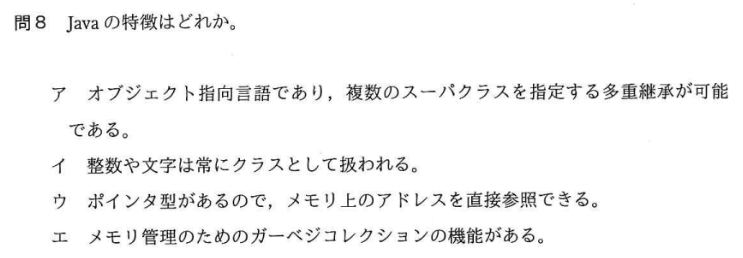 問8 Javaの特徴はどれか。
ア オブジェクト指向言語であり，複数のスーパクラスを指定する多重継承が可能
である。
イ 整数や文字は常にクラスとして扱われる。
ウ ポインタ型があるので，メモリ上のアドレスを直接参照できる。
エ メモリ管理のためのガーベジコレクションの機能がある。